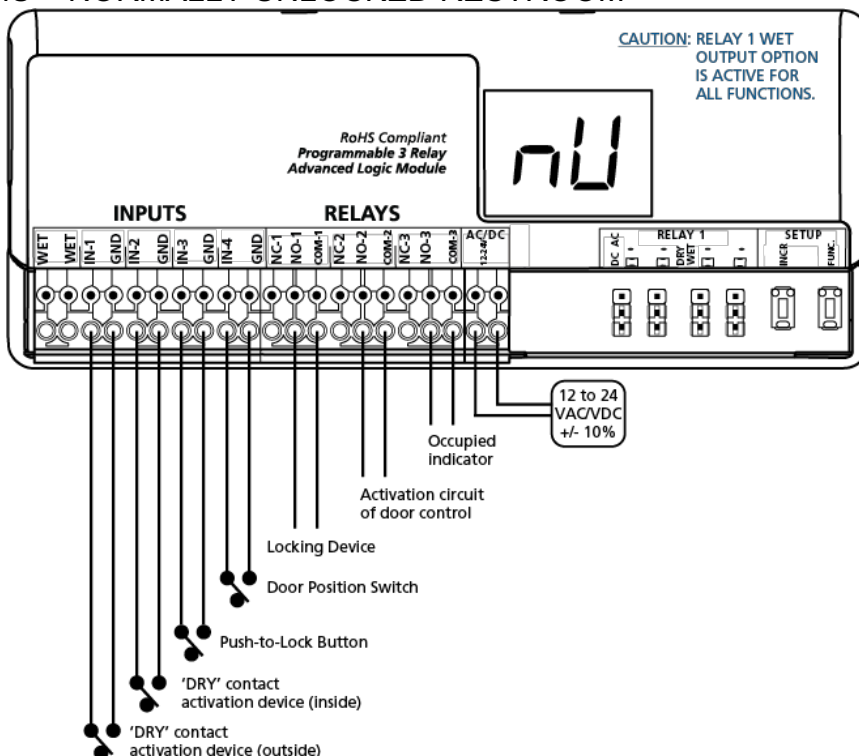 CAUTION: RELAY 1 WET
OUTPUT OPTION
IS ACTIVE FOR
ALL FUNCTIONS.
RoHS Compliant
Programmable 3 Relay
Advanced Logic Module
nU
INPUTS
RELAYS
WET
WET
IN-1
GND
IN-2
GND
IN-3
GND
IN-4
GND
NC-1
NO-1
COM-1
NC-2
NO-2
COM-2
NC-3
NO-3
COM-3
AC/DC
12-24V
RELAY 1
DC AC
DRY
WET
SETUP
INCR
FUNC.
12 to 24
VAC/VDC
+/- 10%
Occupied
indicator
Activation circuit
of door control
Locking Device
Door Position Switch
Push-to-Lock Button
'DRY' contact
activation device (inside)
'DRY' contact
activation device (outside)